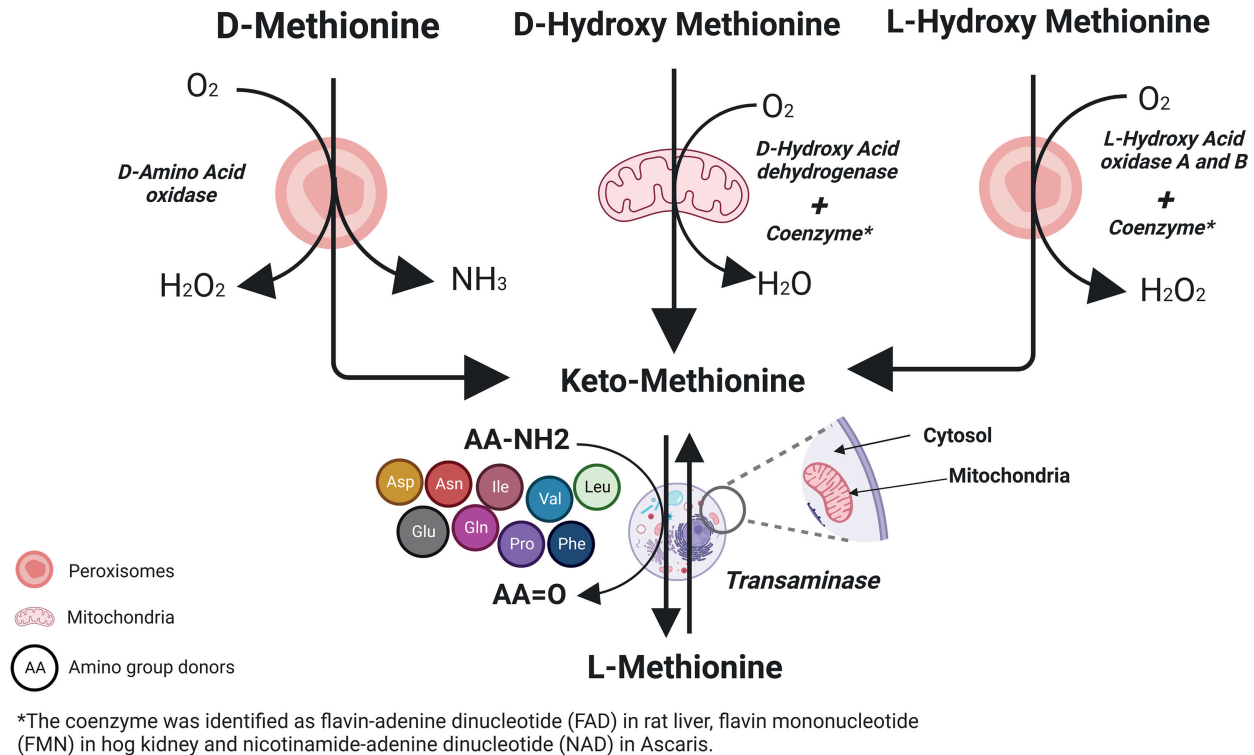 D-Methionine
D-Hydroxy Methionine
L-Hydroxy Methionine
O2
D-Amino Acid
oxidase
H2O2
NH3
O2
D-Hydroxy Acid
dehydrogenase
+
Coenzyme*
H2O
O2
L-Hydroxy Acid
oxidase A and B
+
Coenzyme*
H2O2
Keto-Methionine
AA-NH2
Asp
Asn
Ile
Val
Leu
Glu
Gln
Pro
Phe
AA=O
Cytosol
Mitochondria
Transaminase
L-Methionine
Peroxisomes
Mitochondria
AA
Amino group donors
*The coenzyme was identified as flavin-adenine dinucleotide (FAD) in rat liver, flavin mononucleotide
(FMN) in hog kidney and nicotinamide-adenine dinucleotide (NAD) in Ascaris.